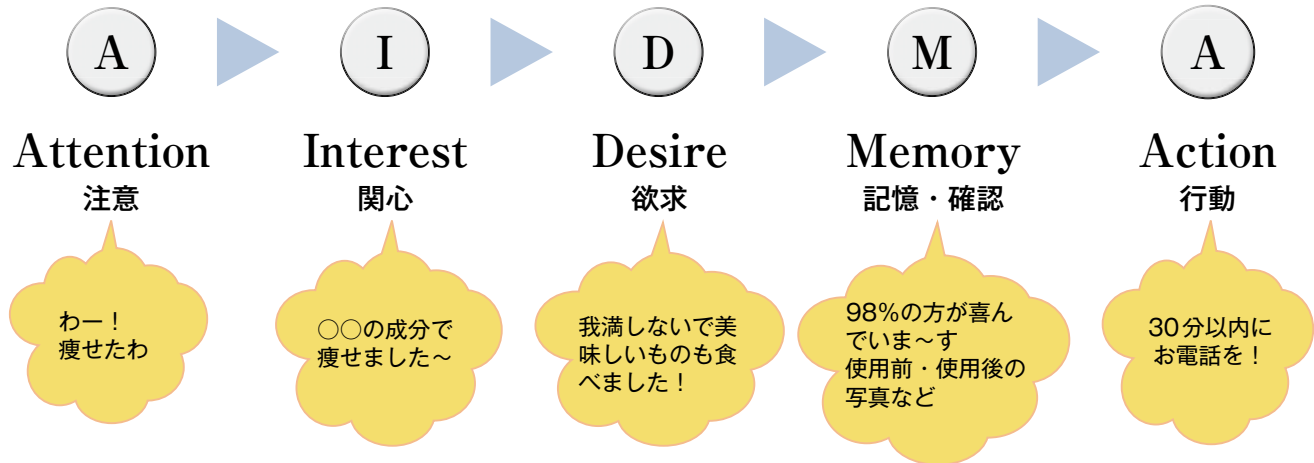 A
I
D
M
A
Attention
Interest
Desire
Memory
Action
注意
関心
欲求
記憶・確認
行動
わー！
痩せたわ
○○の成分で
痩せました～
我満しないで美
味しいものも食
べました！
98%の方が喜ん
でいま～す
使用前・使用後の
写真など
30分以内に
お電話を！